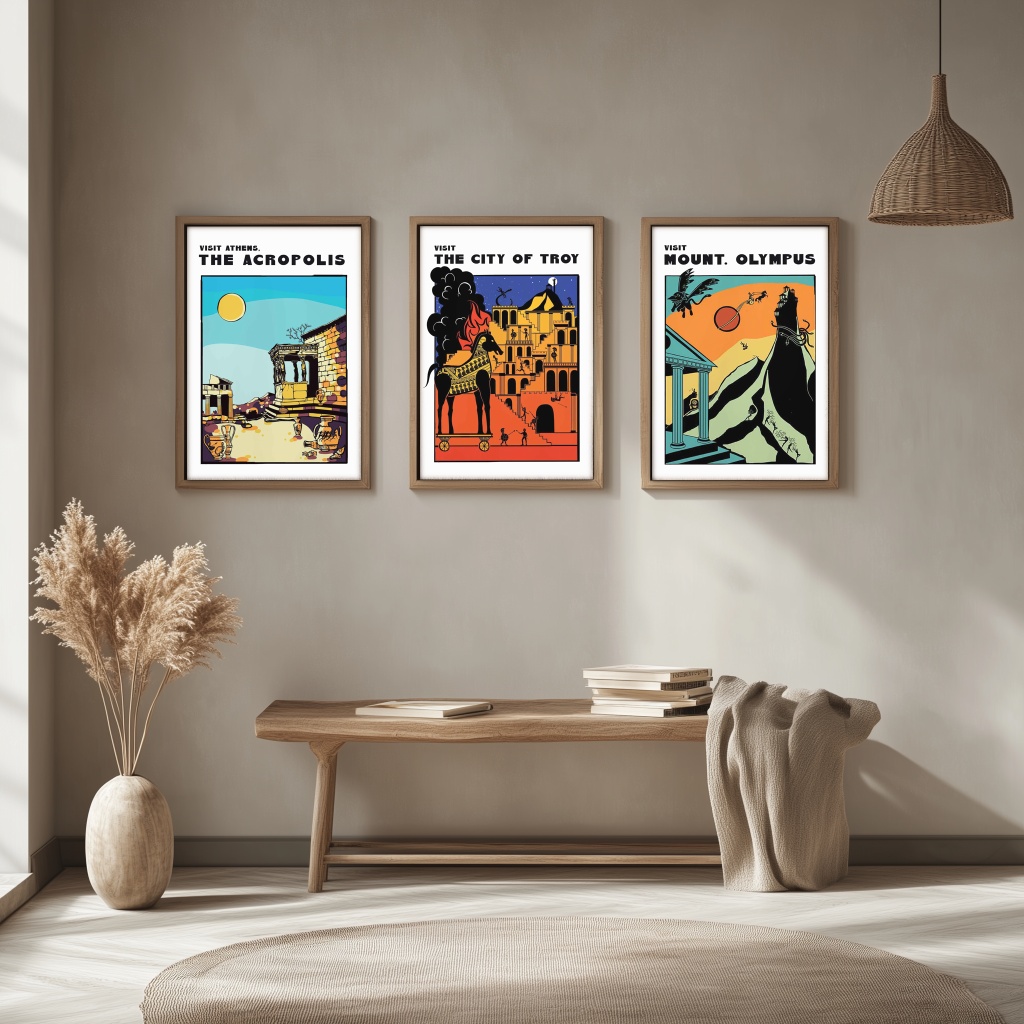 VISIT ATHENS.
THE ACROPOLIS
VISIT
THE CITY OF TROY
VISIT
MOUNT. OLYMPUS